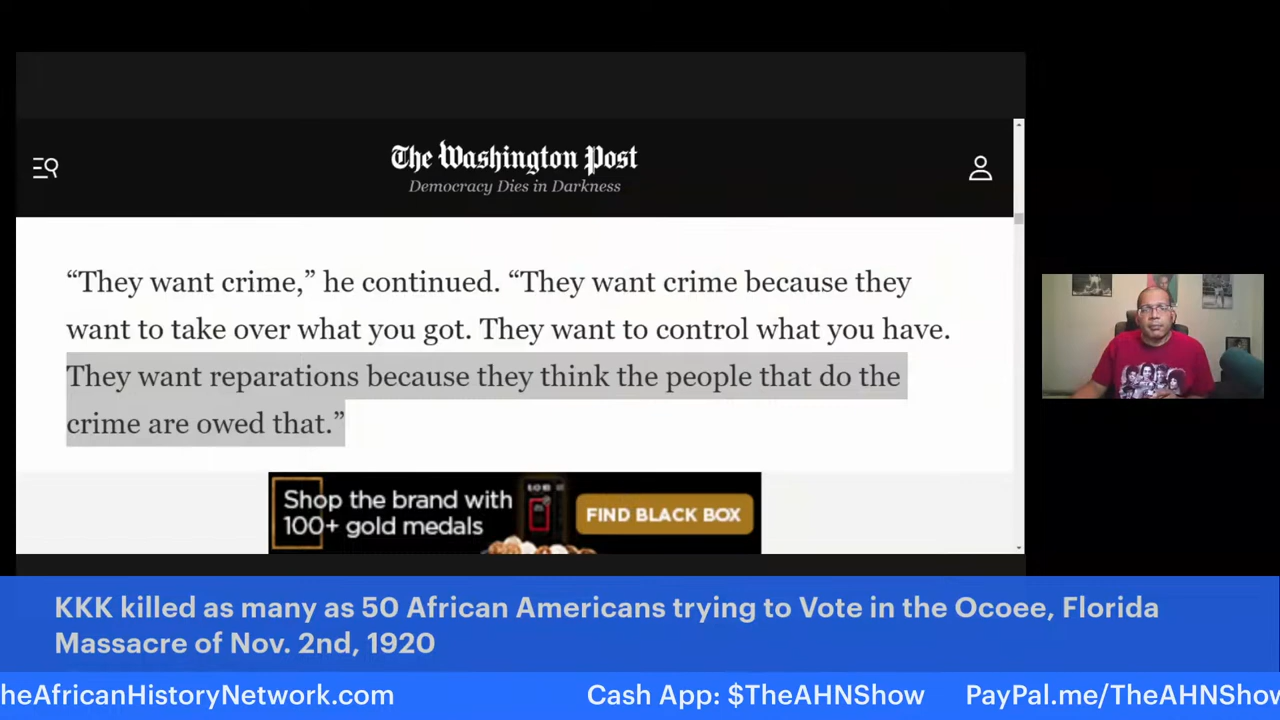 The Washington Post
Democracy Dies in Darkness
“They want crime,” he continued. “They want crime because they
want to take over what you got. They want to control what you have.
They want reparations because they think the people that do the
crime are owed that.”
Shop the brand with
100+ gold medals
FIND BLACK BOX
KKK killed as many as 50 African Americans trying to Vote in the Ocoee, Florida
Massacre of Nov. 2nd, 1920
heAfricanHistoryNetwork.com
Cash App: $TheAHNShow
PayPal.me/TheAHNShow